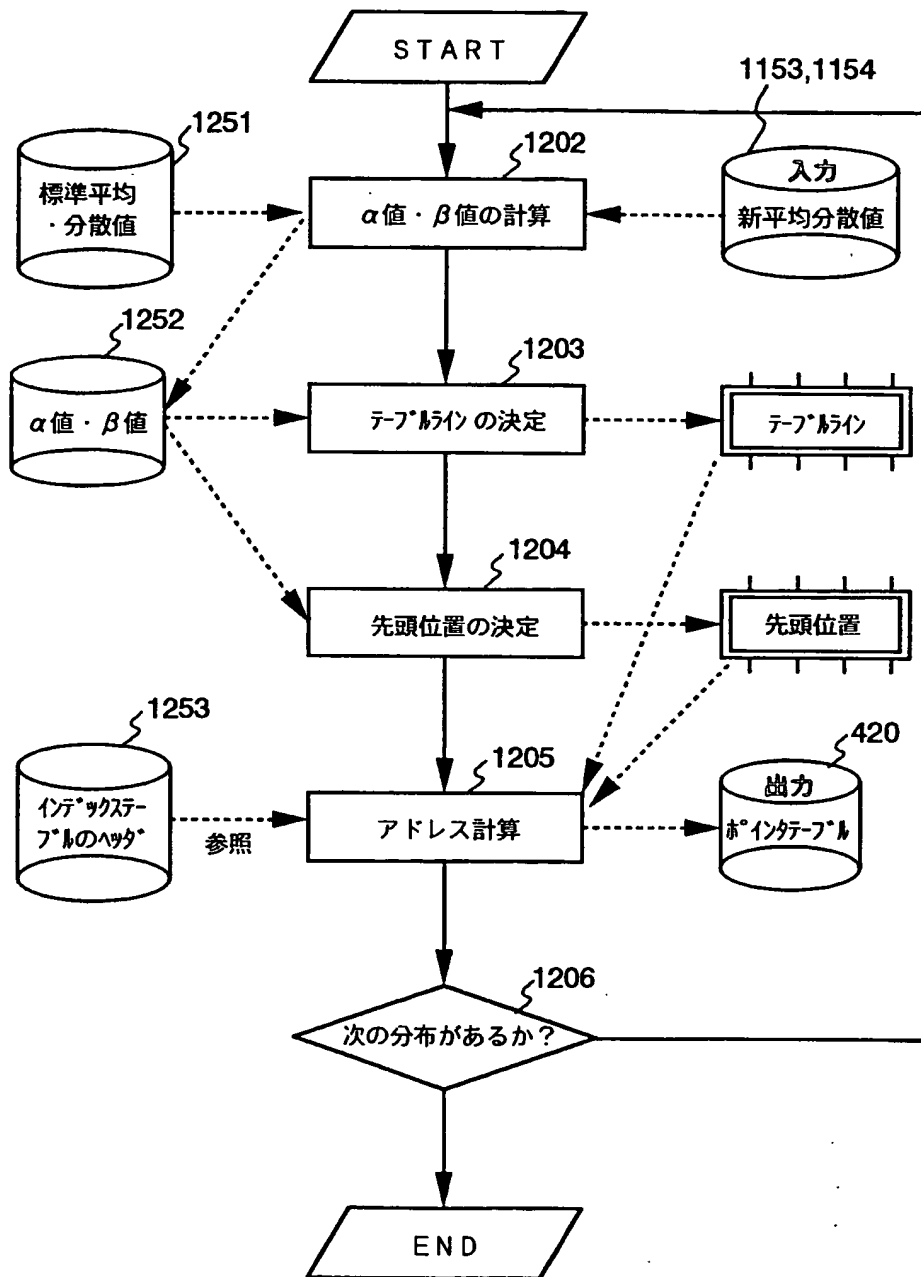 START
1153,1154
1251
1202
標準平均
・分散値
α値・β値の計算
入力
新平均分散値
1252
1203
α値・β値
テーブルラインの決定
テーブルライン
1204
先頭位置の決定
先頭位置
1253
1205
420
インデックステー
ブルのヘッダ
参照
アドレス計算
出力
ポインタテーブル
1206
次の分布があるか?
END